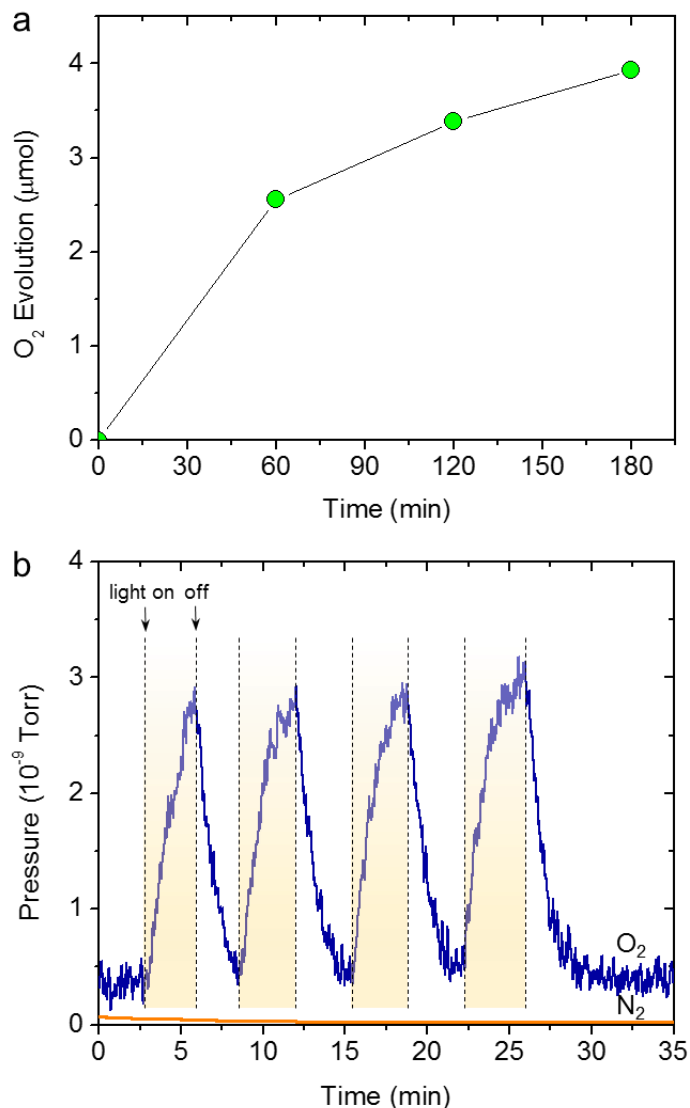 a
O₂ Evolution (μmol)
4
3
2
1
0
0 30 60 90 120 150 180
Time (min)
b
Pressure (10⁻⁹ Torr)
light on off
4
3
2
1
0
O₂
N₂
0 5 10 15 20 25 30 35
Time (min)